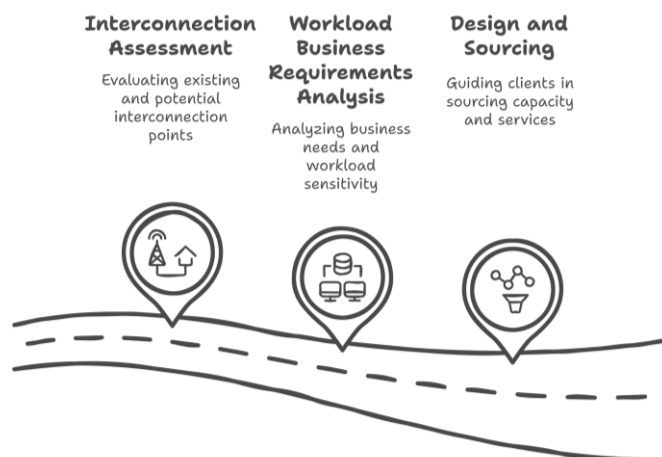 Interconnection
Assessment
Evaluating existing
and potential
interconnection
points
Workload
Business
Requirements
Analysis
Analyzing business
needs and
workload
sensitivity
Design and
Sourcing
Guiding clients in
sourcing capacity
and services